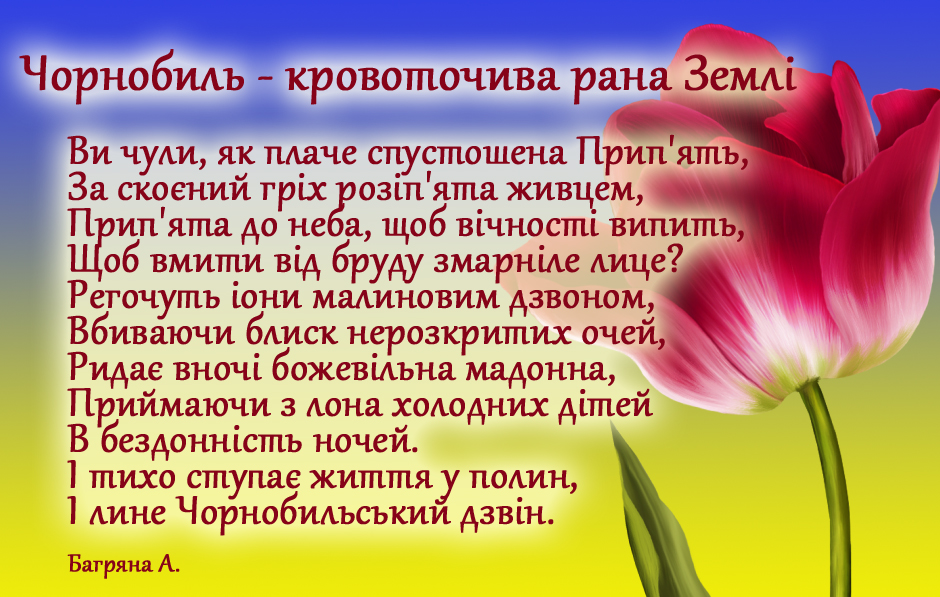 Чорнобиль - кровоточива рана Землі
Ви чули, як плаче спустошена Прип'ять,
За скоєний гріх розіп'ята живцем,
Прип'ята до неба, щоб вічності випить,
Щоб вмити від бруду змарніле лице?
Регочуть іони малиновим дзвоном,
Вбиваючи блиск нерозкритих очей,
Ридає вночі божевільна мадонна,
Приймаючи з лона холодних дітей
В бездонність ночей.
І тихо ступає життя у полин,
І лине Чорнобильський дзвін.
Багряна А.